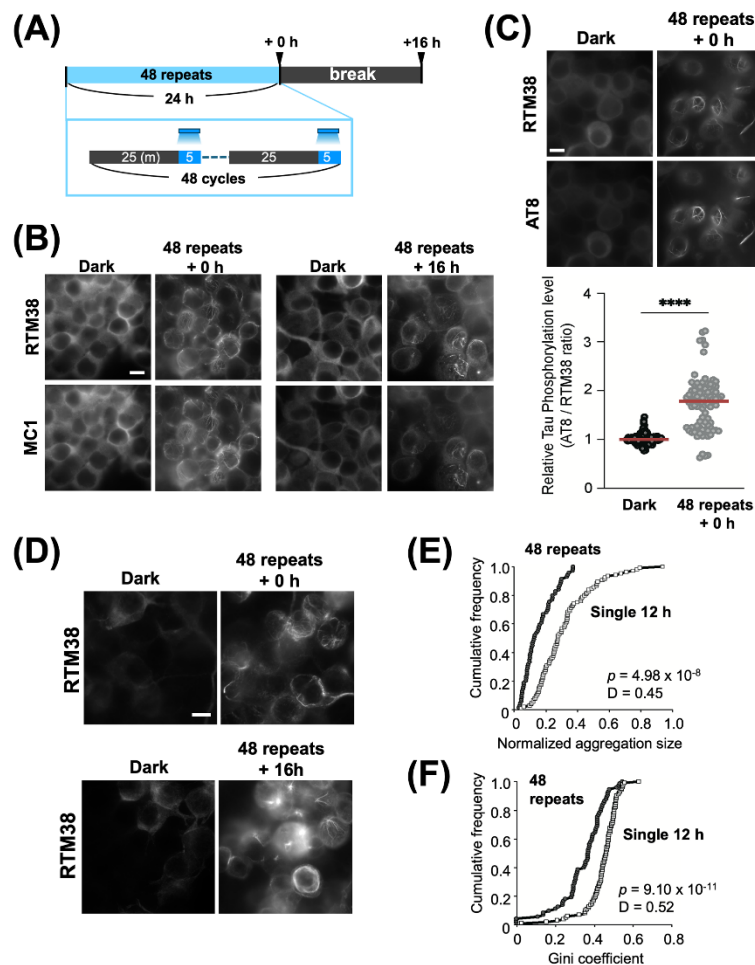 (A)
+ 0 h
+16 h
48 repeats
break
24 h
25 (m)
5
25
5
48 cycles
(B)
Dark
48 repeats
+ 0 h
Dark
48 repeats
+ 16 h
RTM38
MC1
(C)
Dark
48 repeats
+ 0h
RTM38
AT8
Relative Tau Phosphorylation level
(AT8 / RTM38 ratio)
4
3
2
1
0
****
Dark
48 repeats
+ 0h
(D)
Dark
48 repeats
+ 0h
RTM38
Dark
48 repeats
+ 16h
RTM38
(E)
48 repeats
Cumulative frequency
1.0
0.8
0.6
0.4
0.2
0
Single 12 h
p = 4.98 x 10⁻⁸
D = 0.45
0
0.2
0.4
0.6
0.8
1.0
Normalized aggregation size
(F)
48
repeats
Cumulative frequency
1.0
0.8
0.6
0.4
0.2
0
Single 12 h
p = 9.10 x 10⁻¹¹
D = 0.52
0
0.2
0.4
0.6
0.8
Gini coefficient